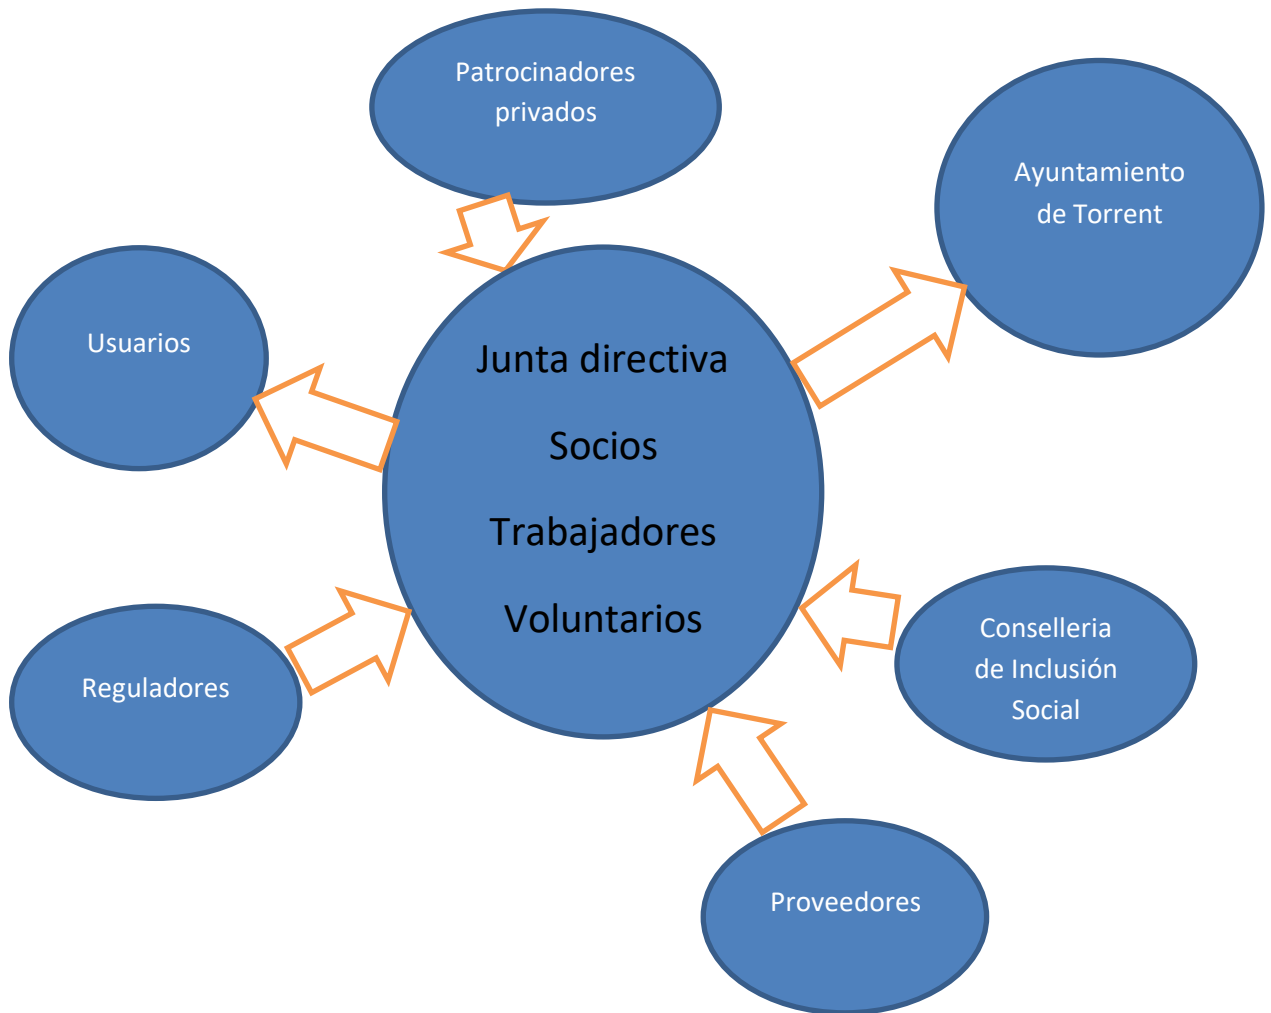 Patrocinadores
privados
Ayuntamiento
de Torrent
Usuarios
Junta directiva
Socios
Trabajadores
Voluntarios
Reguladores
Conselleria
de Inclusión
Social
Proveedores